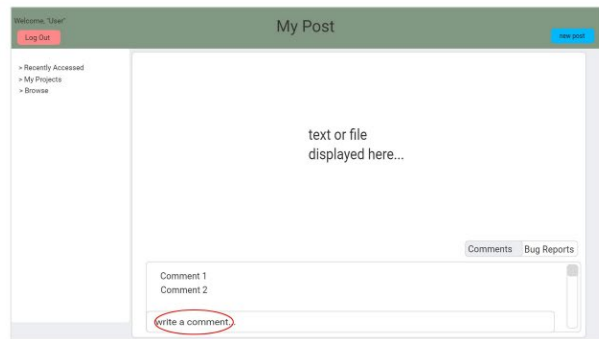 Welcome, "User"
My Post
Log Out
new post
> Recently Accessed
> My Projects
> Browse
text or file
displayed here...
Comments Bug Reports
Comment 1
Comment 2
write a comment...